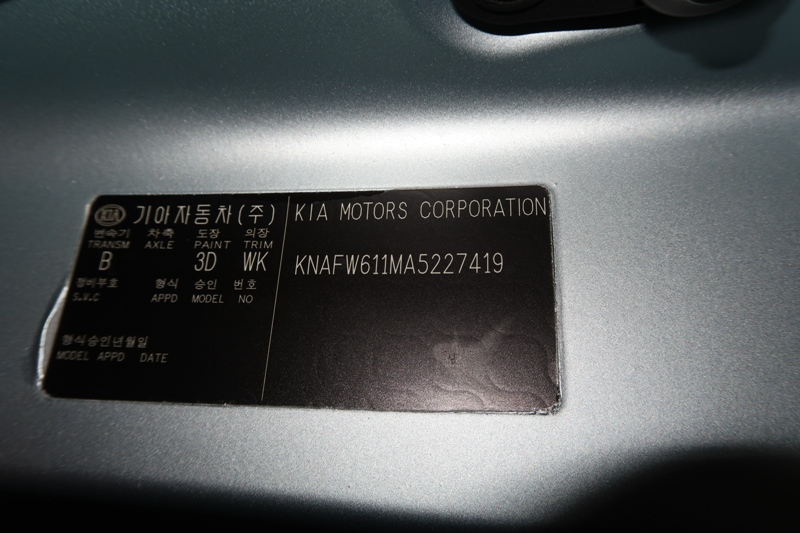 KIA 기아자동차(주)
변속기 차축 도장 의장
TRANSM AXLE PAINT TRIM
B 3D WK
정비부호 형식 승인 번호
S.V.C APPD MODEL NO
형식승인년월일
MODEL APPD DATE
KIA MOTORS CORPORATION
KNAFW611MA5227419